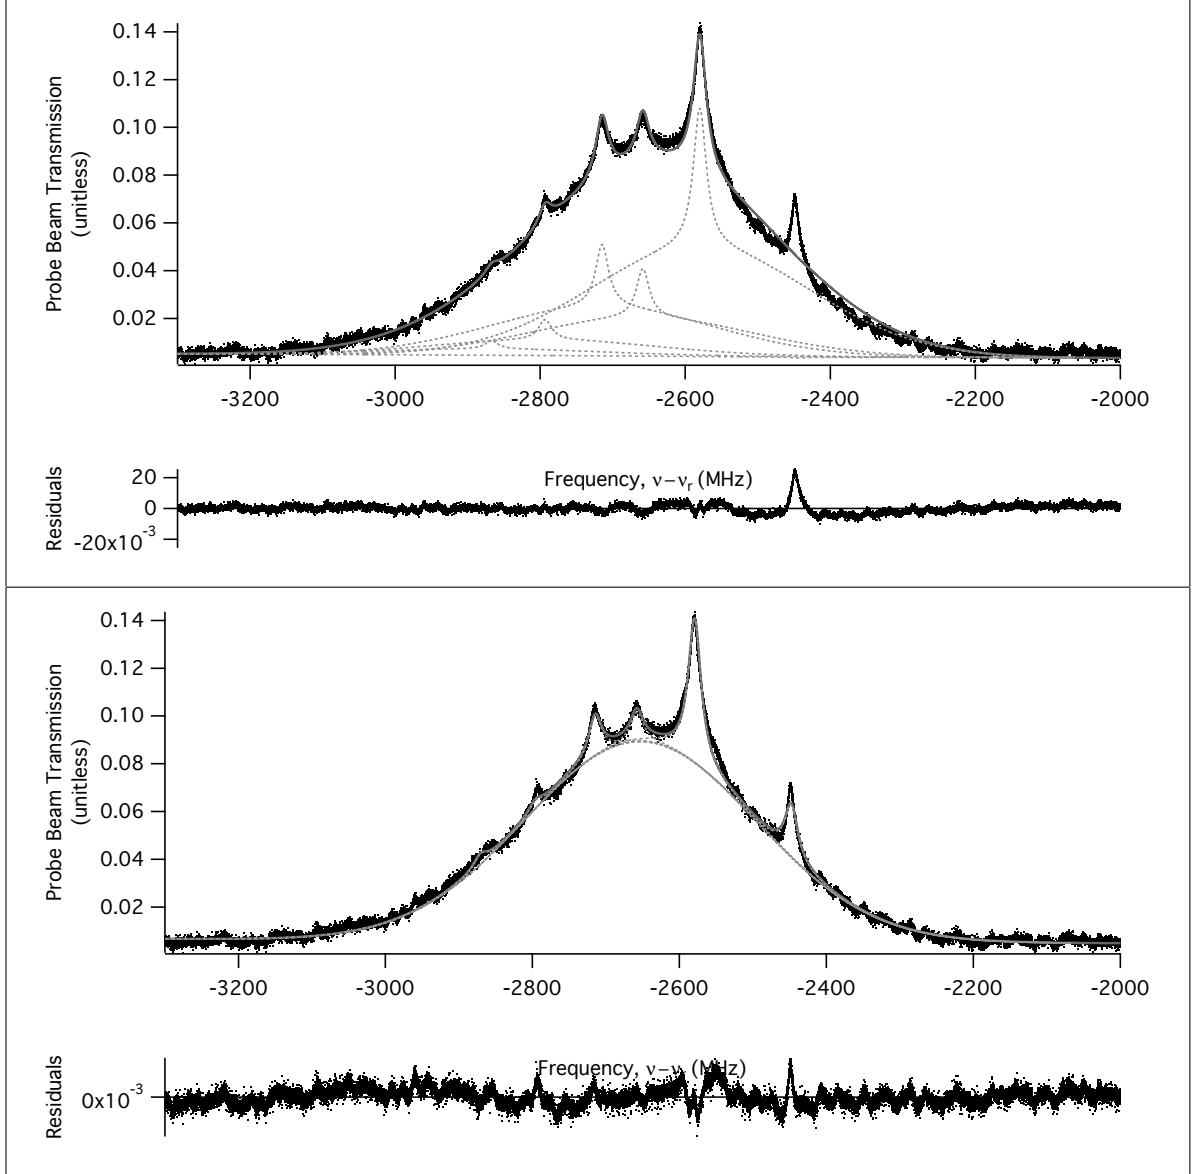 0.14
0.12
0.10
0.08
0.06
0.04
0.02
Probe Beam Transmission
(unitless)
-3200 -3000 -2800 -2600 -2400 -2200 -2000
Frequency, ν−νr (MHz)
20
0
-20x10-3
Residuals
0.14
0.12
0.10
0.08
0.06
0.04
0.02
Probe Beam Transmission
(unitless)
-3200 -3000 -2800 -2600 -2400 -2200 -2000
Frequency, ν−ν (MHz)
0x10-3
Residuals